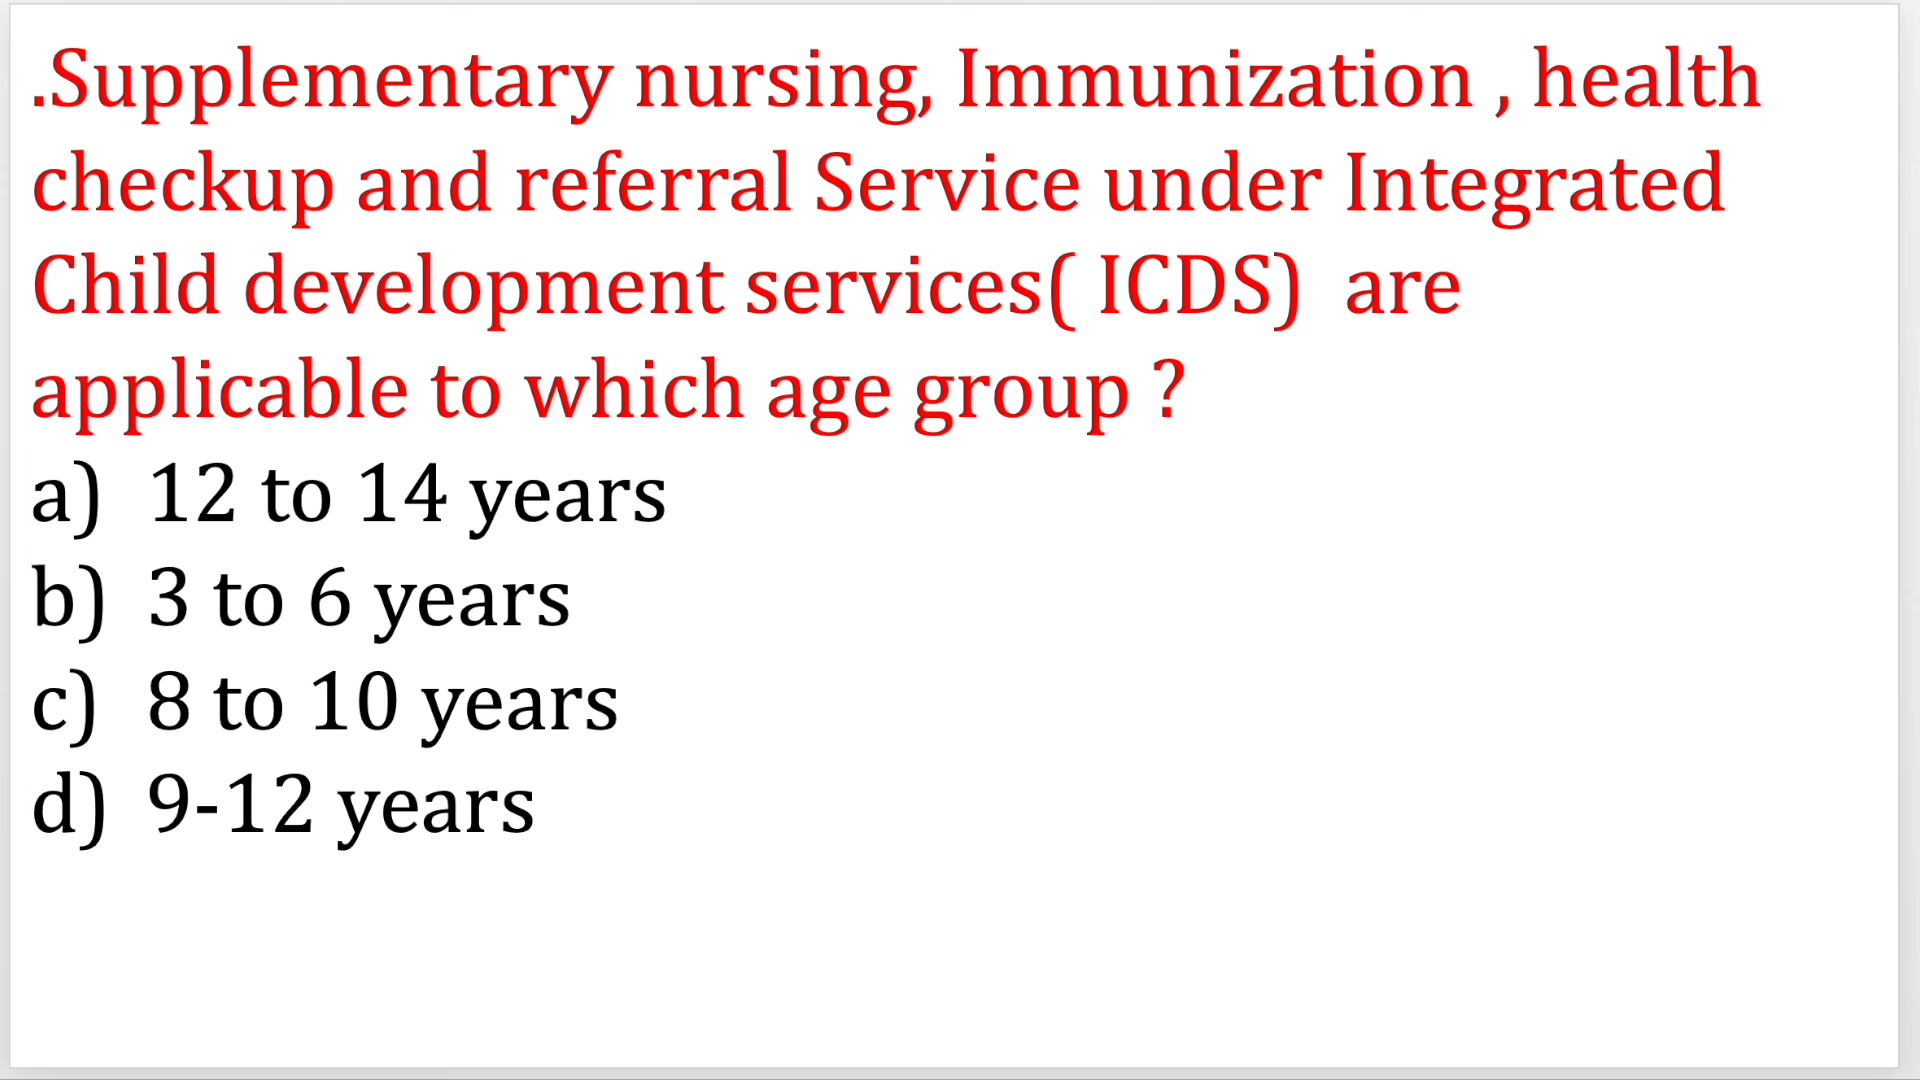 .Supplementary nursing, Immunization , health
checkup and referral Service under Integrated
Child development services( ICDS) are
applicable to which age group ?
a) 12 to 14 years
b) 3 to 6 years
c) 8 to 10 years
d) 9-12 years